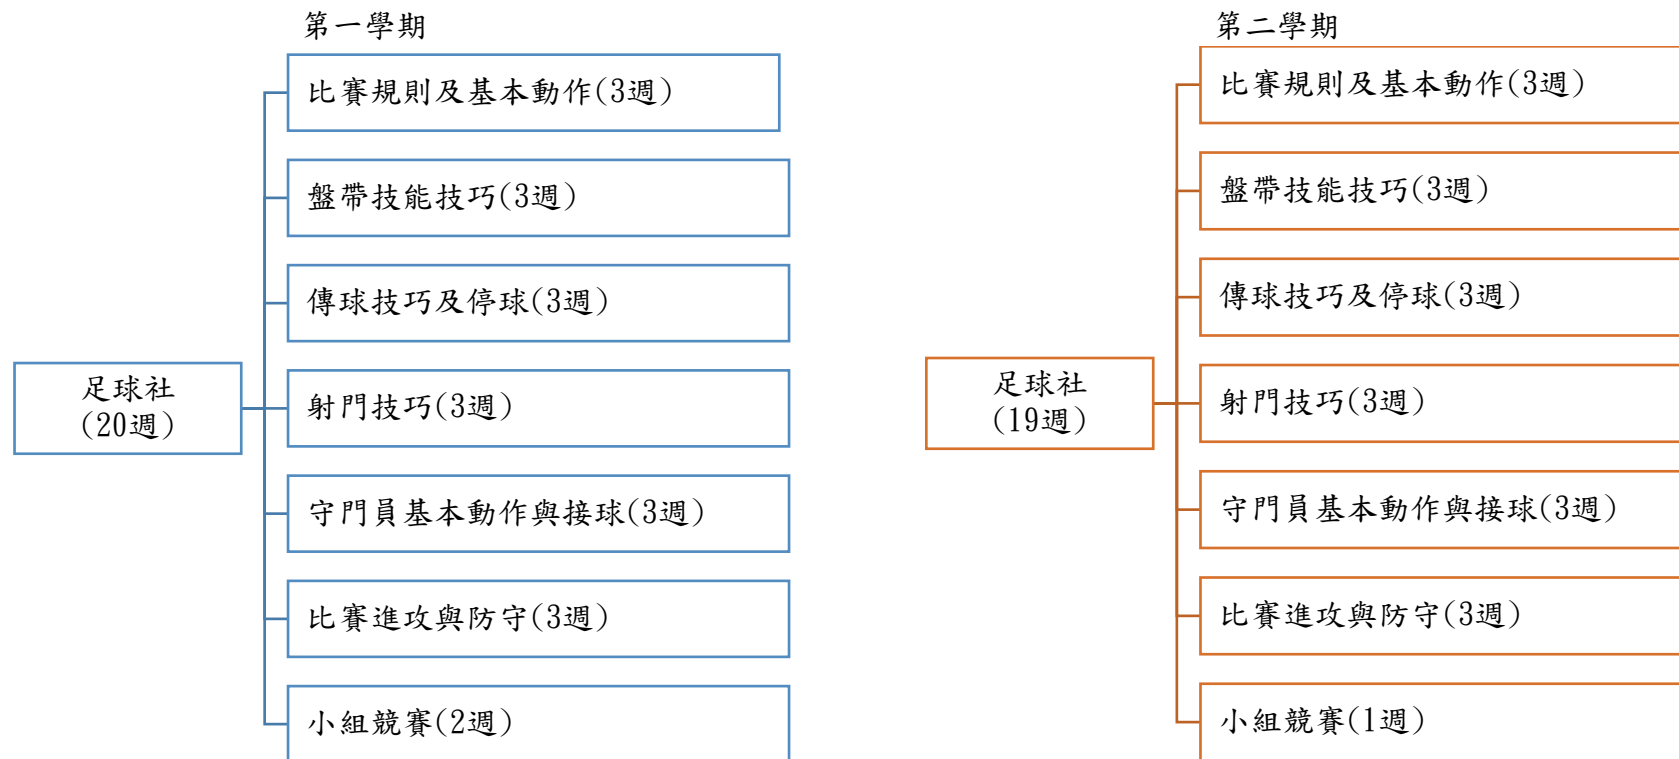 第一學期
比賽規則及基本動作(3週)
盤帶技能技巧(3週)
傳球技巧及停球(3週)
足球社
(20週)
射門技巧(3週)
守門員基本動作與接球(3週)
比賽進攻與防守(3週)
小組競賽(2週)
第二學期
比賽規則及基本動作(3週)
盤帶技能技巧(3週)
傳球技巧及停球(3週)
足球社
(19週)
射門技巧(3週)
守門員基本動作與接球(3週)
比賽進攻與防守(3週)
小組競賽(1週)